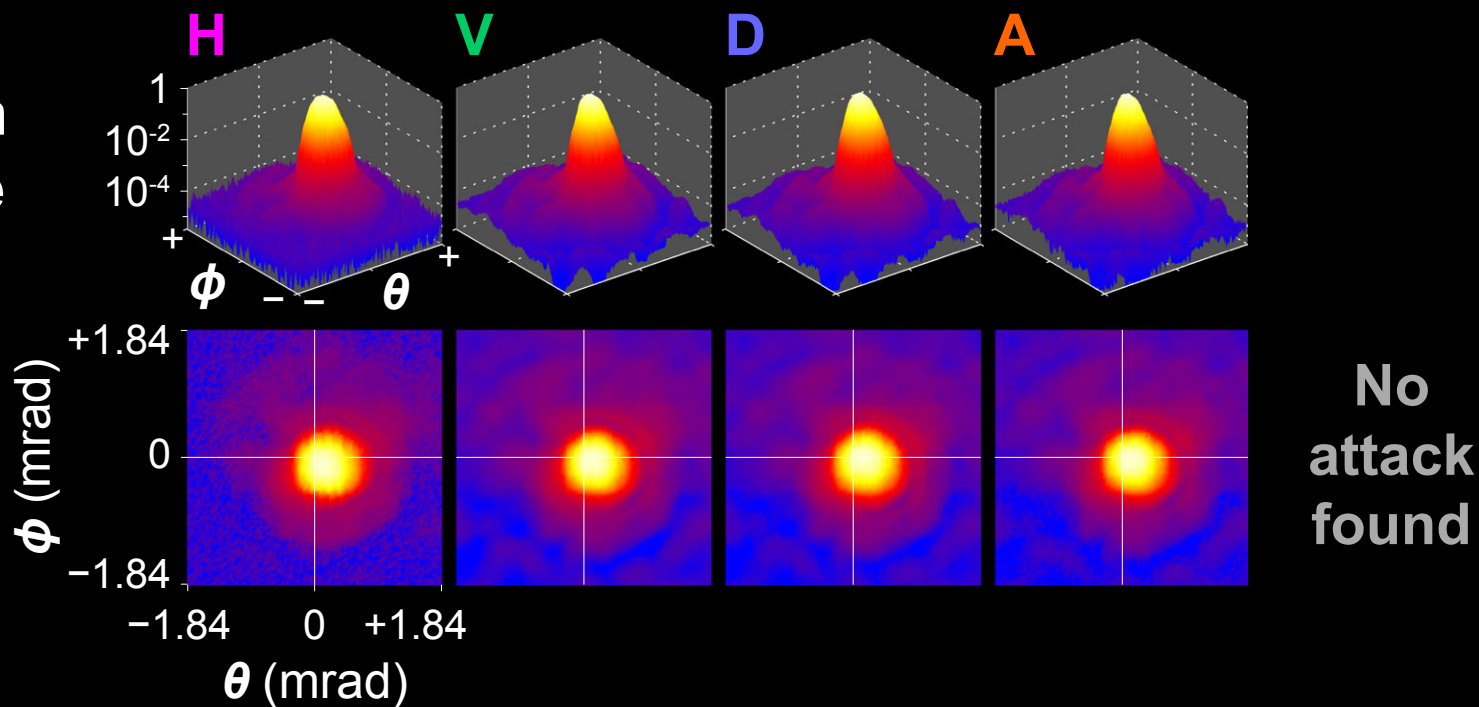 H V D A
1
10-2
10-4
+
ϕ
− −
θ
+
+1.84
0
−1.84
ϕ (mrad)
−1.84 0 +1.84
θ (mrad)
No
attack
found